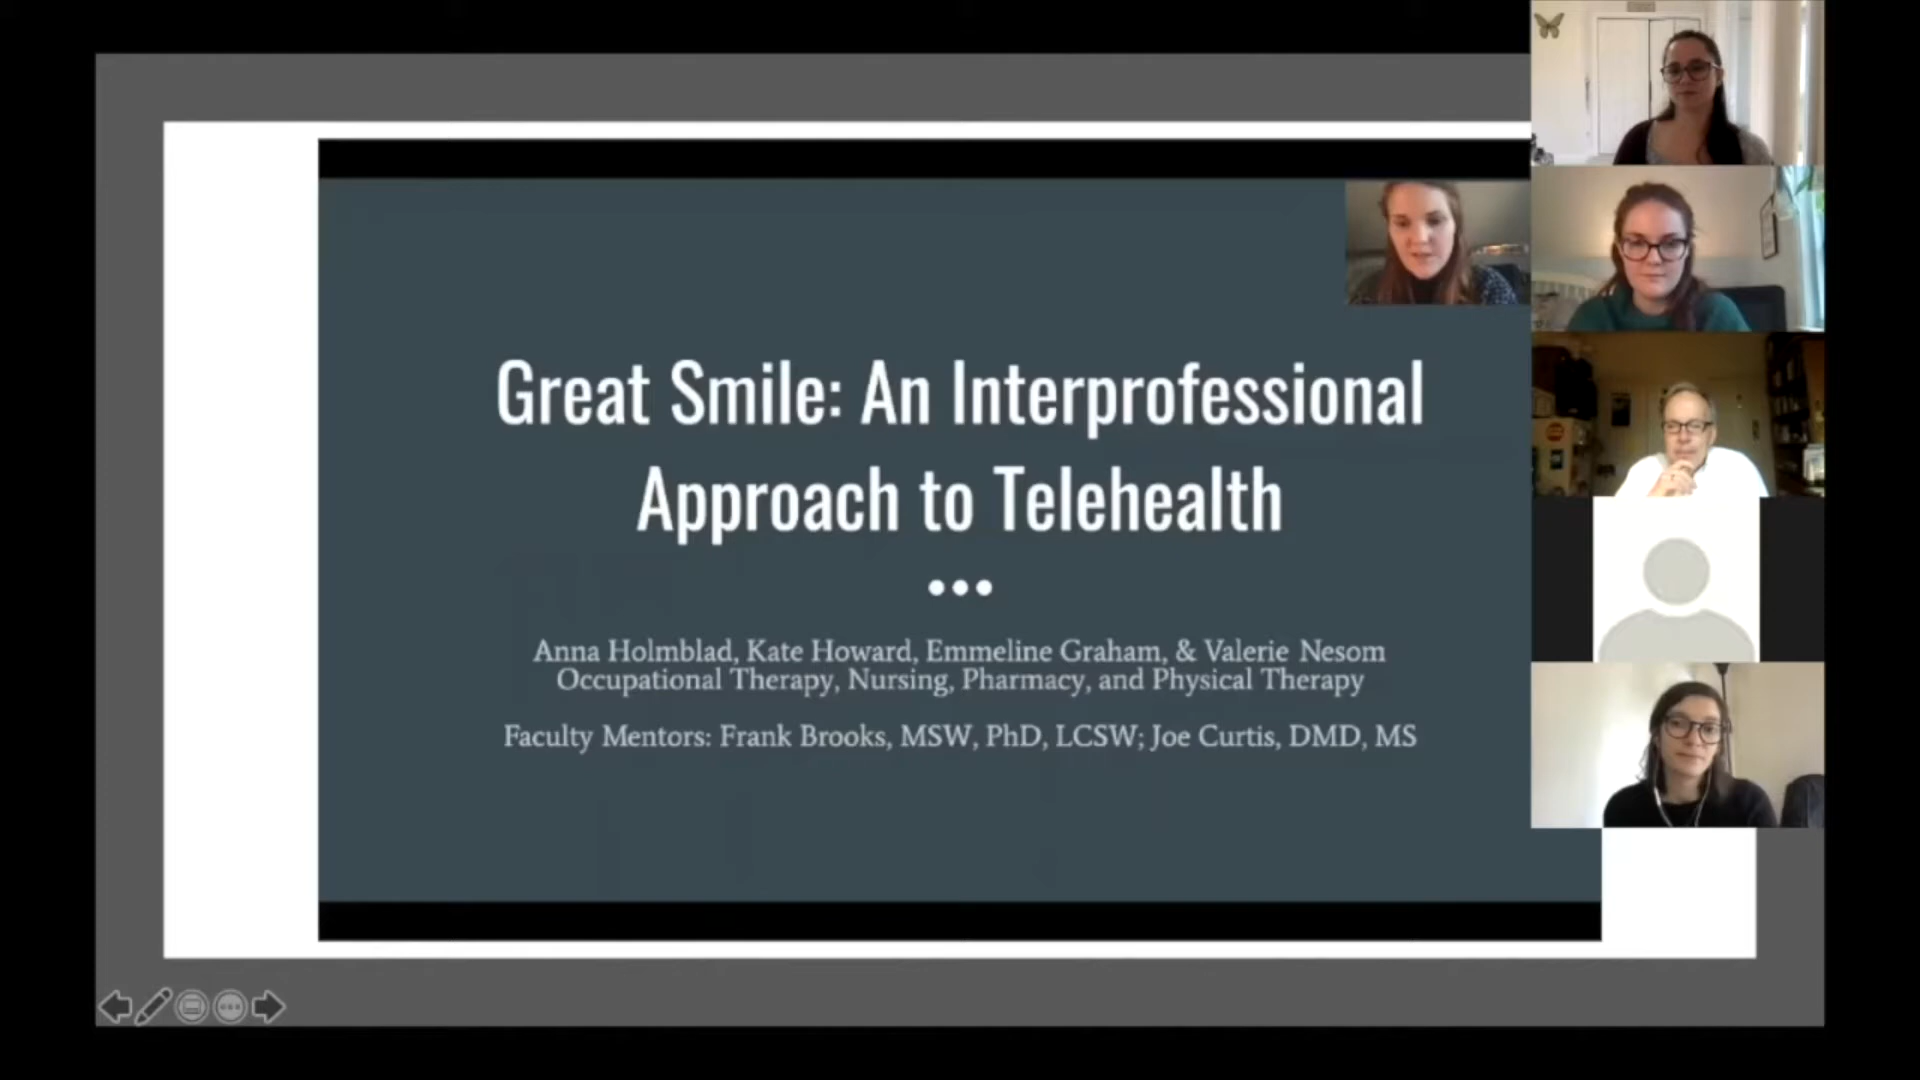 Great Smile: An Interprofessional
Approach to Telehealth
Anna Holmblad, Kate Howard, Emmeline Graham, & Valerie Nesom
Occupational Therapy, Nursing, Pharmacy, and Physical Therapy
Faculty Mentors: Frank Brooks, MSW, PhD, LCSW; Joe Curtis, DMD, MS